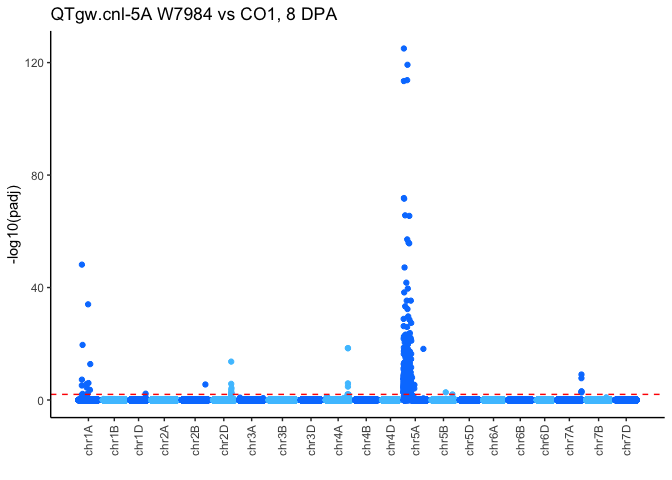 QTgw.cnl-5A W7984 vs CO1, 8 DPA
-log10(padj)
120
80
40
0
chr1A
chr1B
chr1D
chr2A
chr2B
chr2D
chr3A
chr3B
chr3D
chr4A
chr4B
chr4D
chr5A
chr5B
chr5D
chr6A
chr6B
chr6D
chr7A
chr7B
chr7D